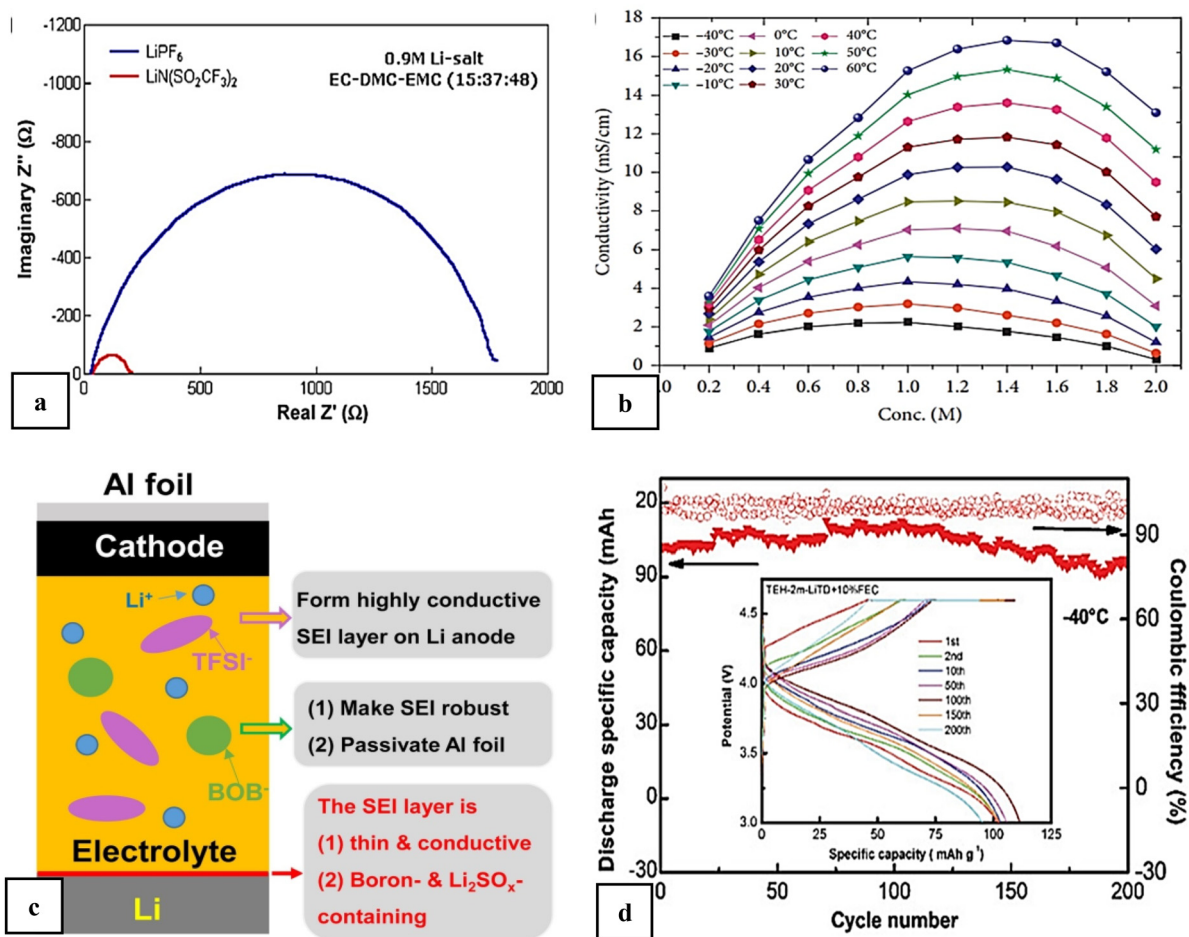 -1200
-1000
-800
-600
-400
-200
0
0
500
1000
1500
2000
Imaginary Z" (Ω)
Real Z' (Ω)
LiPF6
LiN(SO2CF3)2
0.9M Li-salt
EC-DMC-EMC (15:37:48)
a
18
16
14
12
10
8
6
4
2
0
Conductivity (mS/cm)
−40°C
−30°C
−20°C
−10°C
0°C
10°C
20°C
30°C
40°C
50°C
60°C
0.2 0.4 0.6 0.8 1.0 1.2 1.4 1.6 1.8 2.0
Conc. (M)
b
Al foil
Cathode
Li+
TFSI-
BOB-
Electrolyte
Li
Form highly conductive
SEI layer on Li anode
(1) Make SEI robust
(2) Passivate Al foil
The SEI layer is
(1) thin & conductive
(2) Boron- & Li2SOx-
containing
c
Discharge specific capacity (mAh
20
90
60
30
0
-30
TEH-2m-LiTD+10%FEC
4.5
4.0
3.5
3.0
Potential (V)
1st
2nd
10th
50th
100th
150th
200th
0 25 50 75 100 125
Specific capacity ( mAh g-1)
-40°C
90
60
30
0
-30
Coulombic fficiency (%)
0 50 100 150 200
Cycle number
d